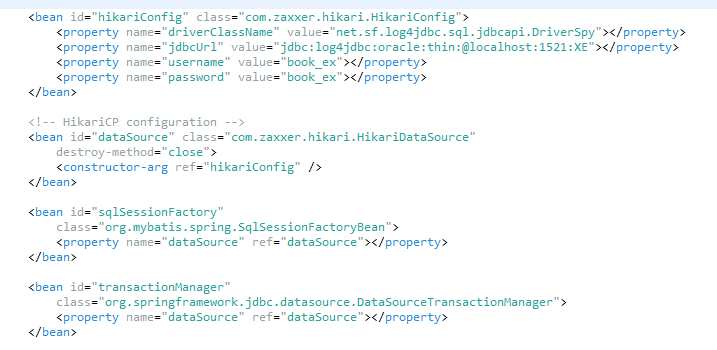 <bean id="hikariConfig" class="com.zaxxer.hikari.HikariConfig">
<property name="driverClassName" value="net.sf.log4jdbc.sql.jdbcapi.DriverSpy"></property>
<property name="jdbcUrl" value="jdbc:log4jdbc:oracle:thin:@localhost:1521:XE"></property>
<property name="username" value="book_ex"></property>
<property name="password" value="book_ex"></property>
</bean>
<!-- HikariCP configuration -->
<bean id="dataSource" class="com.zaxxer.hikari.HikariDataSource"
destroy-method="close">
<constructor-arg ref="hikariConfig" />
</bean>
<bean id="sqlSessionFactory"
class="org.mybatis.spring.SqlSessionFactoryBean">
<property name="dataSource" ref="dataSource"></property>
</bean>
<bean id="transactionManager"
class="org.springframework.jdbc.datasource.DataSourceTransactionManager">
<property name="dataSource" ref="dataSource"></property>
</bean>